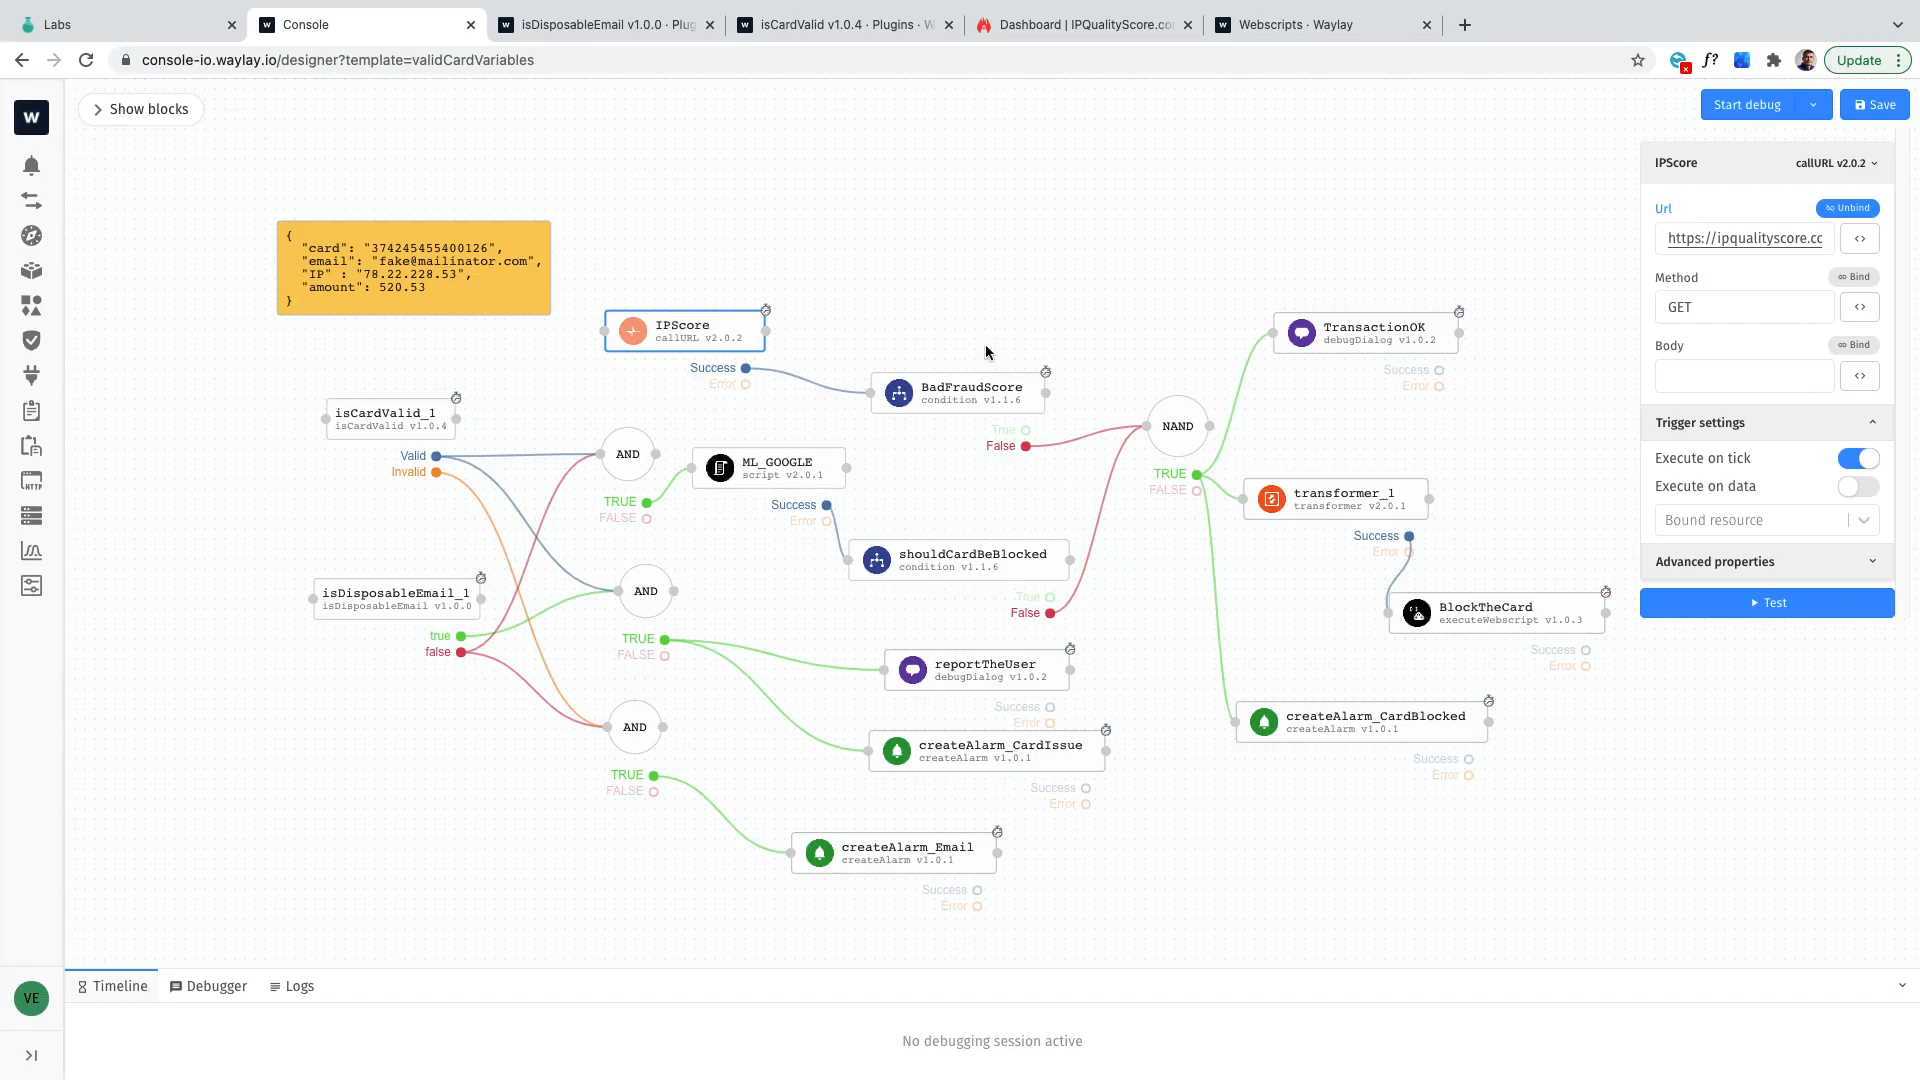 Labs
Console
isDisposableEmail v1.0.0 · Plug
isCardValid v1.0.4 · Plugins · W
Dashboard | IPQualityScore.co
Webscripts · Waylay
console-io.waylay.io/designer?template=validCardVariables
f?
Update
w
Show blocks
Start debug
Save
IPScore
callURL v2.0.2
Url
Unbind
https://ipqualityscore.cc
Method
Bind
GET
Body
Bind
Trigger settings
Execute on tick
Execute on data
Bound resource
Advanced properties
Test
{
"card": "374245455400126",
"email": "fake@mailinator.com",
"IP" : "78.22.228.53",
"amount": 520.53
}
IPScore
callURL v2.0.2
Success
Error
BadFraudScore
condition v1.1.6
True
False
TransactionOK
debugDialog v1.0.2
Success
Error
isCardValid_1
isCardValid v1.0.4
Valid
Invalid
AND
TRUE
FALSE
ML_GOOGLE
script v2.0.1
Success
Error
NAND
TRUE
FALSE
transformer_1
transformer v2.0.1
Success
Error
shouldCardBeBlocked
condition v1.1.6
True
False
isDisposableEmail_1
isDisposableEmail v1.0.0
true
false
AND
TRUE
FALSE
BlockTheCard
executeWebscript v1.0.3
Success
Error
reportTheUser
debugDialog v1.0.2
Success
Error
AND
TRUE
FALSE
createAlarm_CardIssue
createAlarm v1.0.1
Success
Error
createAlarm_CardBlocked
createAlarm v1.0.1
Success
Error
createAlarm_Email
createAlarm v1.0.1
Success
Error
HTTP
VE
Timeline
Debugger
Logs
No debugging session active